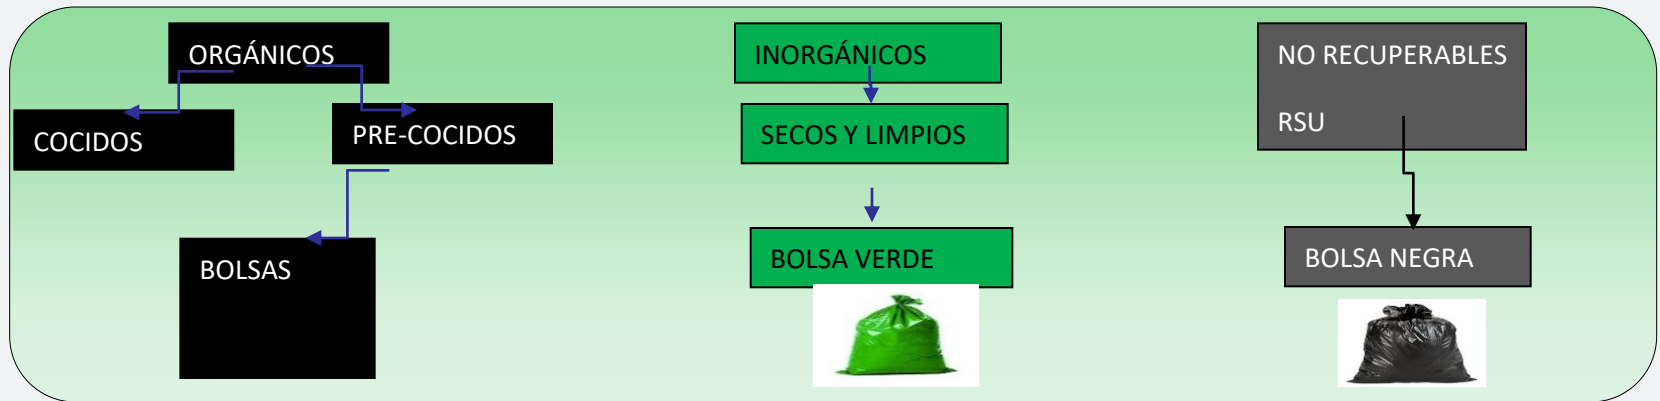 ORGÁNICOS
COCIDOS
PRE-COCIDOS
BOLSAS
INORGÁNICOS
SECOS Y LIMPIOS
BOLSA VERDE
NO RECUPERABLES
RSU
BOLSA NEGRA